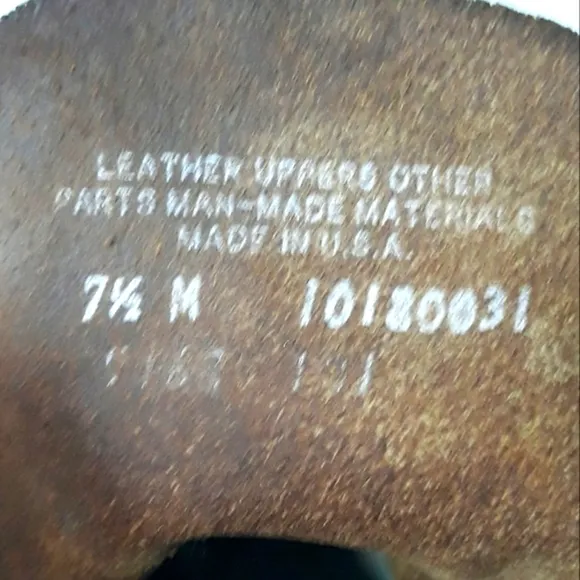 LEATHER UPPERS OTHER
PARTS MAN-MADE MATERIALS
MADE IN U.S.A.
7½ M 10180031